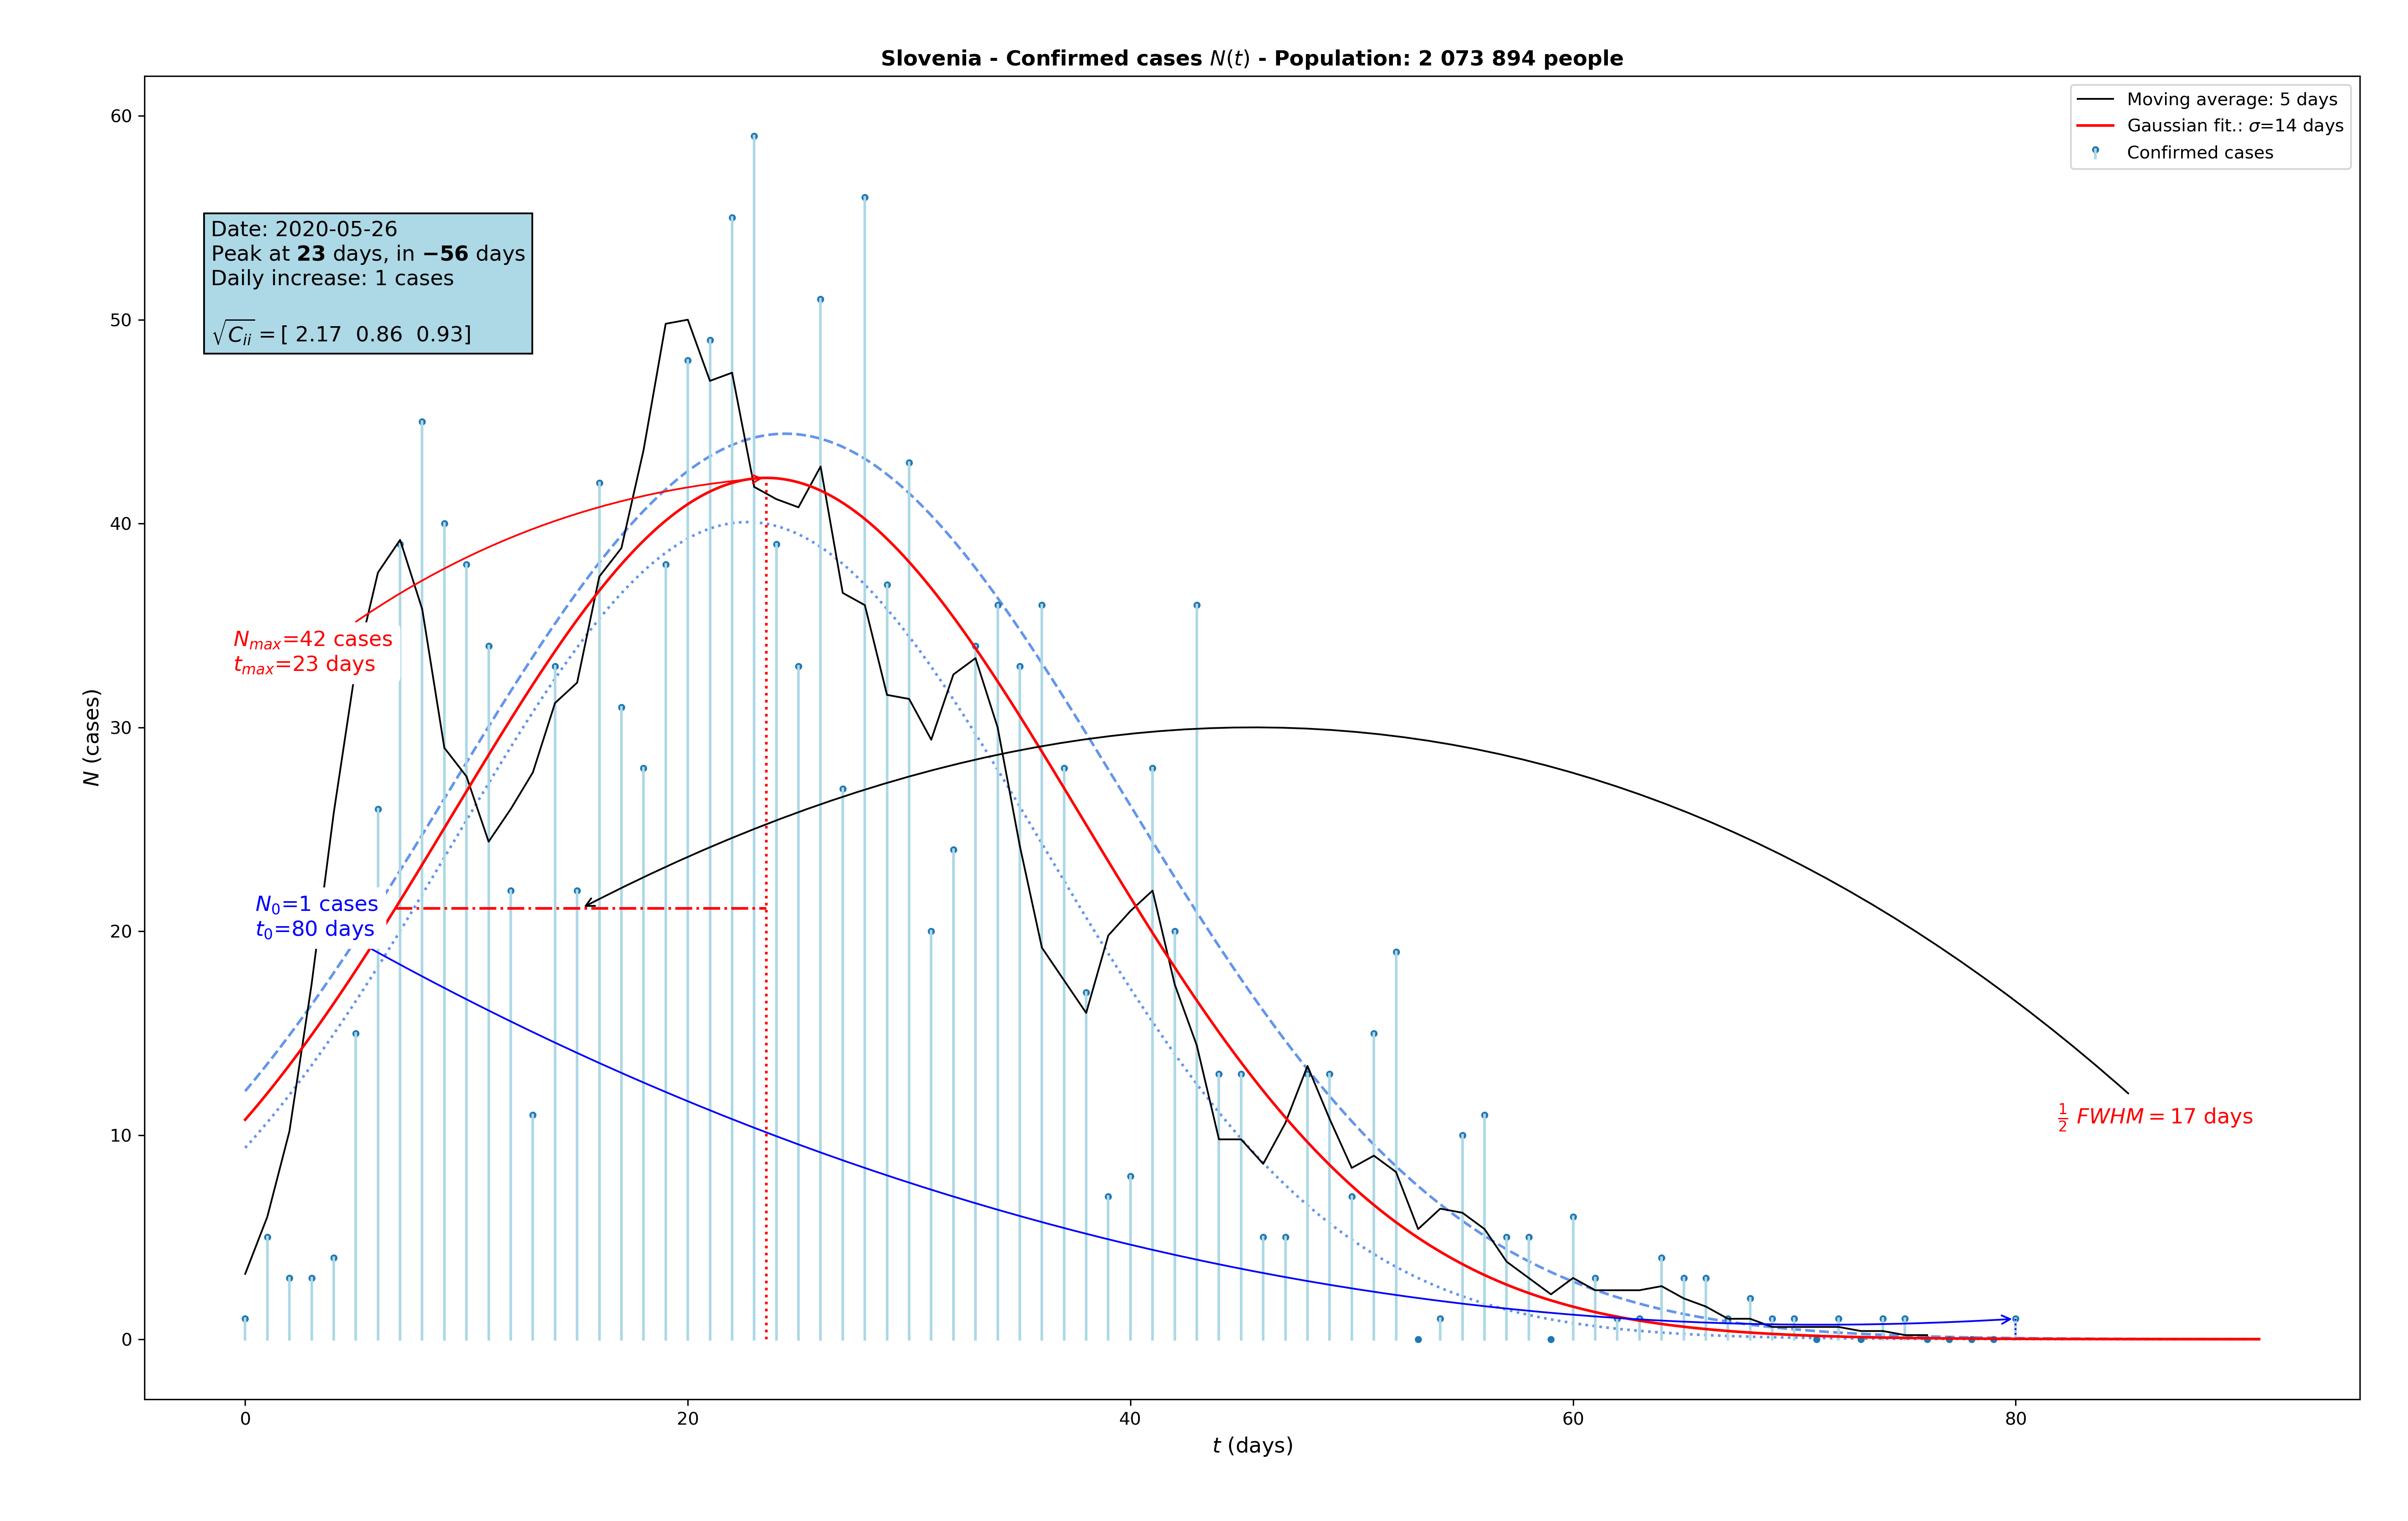 Slovenia - Confirmed cases N(t) - Population: 2 073 894 people
Moving average: 5 days
Gaussian fit.: σ=14 days
Confirmed cases
Date: 2020-05-26
Peak at 23 days, in −56 days
Daily increase: 1 cases
√C_ii = [ 2.17 0.86 0.93]
N_max=42 cases
t_max=23 days
N_0=1 cases
t_0=80 days
1/2 FWHM = 17 days
N (cases)
60
50
40
30
20
10
0
0 20 40 60 80
t (days)